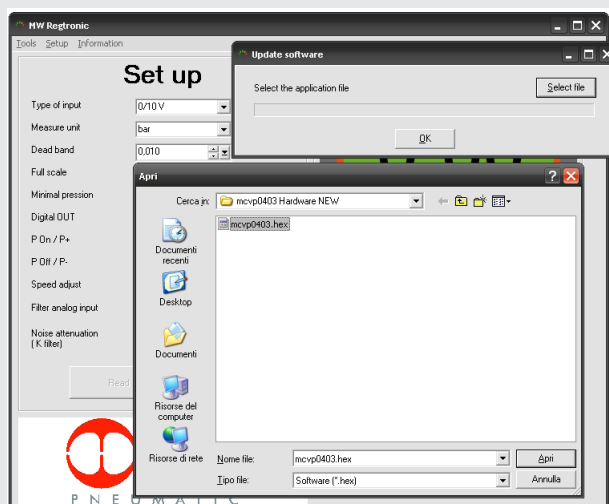 MW Regtronic
Tools Setup Information
Set up
Type of input
0/10 V
Measure unit
bar
Dead band
0,010
Full scale
Minimal pression
Digital OUT
P On / P+
P Off / P-
Speed adjust
Filter analog input
Noise attenuation
( K filter)
Read
PNEUMATIC
Update software
Select the application file
Select file
OK
Apri
Cerca in:
mcvp0403 Hardware NEW
mcvp0403.hex
Documenti
recenti
Desktop
Documenti
Risorse del
computer
Risorse di rete
Nome file:
mcvp0403.hex
Apri
Tipo file:
Software (*.hex)
Annulla